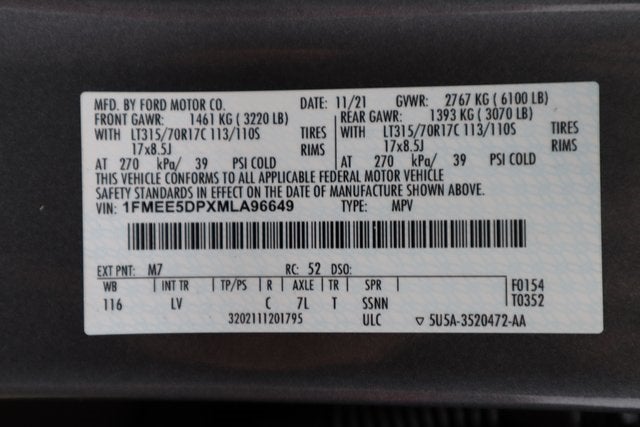 MFD. BY FORD MOTOR CO. DATE: 11/21 GVWR: 2767 KG ( 6100 LB)
FRONT GAWR: 1461 KG ( 3220 LB) REAR GAWR: 1393 KG ( 3070 LB)
WITH LT315/70R17C 113/110S TIRES WITH LT315/70R17C 113/110S TIRES
17x8.5J RIMS 17x8.5J RIMS
AT 270 kPa/ 39 PSI COLD AT 270 kPa/ 39 PSI COLD
THIS VEHICLE CONFORMS TO ALL APPLICABLE FEDERAL MOTOR VEHICLE
SAFETY STANDARDS IN EFFECT ON THE DATE OF MANUFACTURE SHOWN ABOVE.
VIN: 1FMEE5DPXMLA96649 TYPE: MPV
EXT PNT: M7 RC: 52 DSO:
WB INT TR TP/PS R AXLE TR SPR F0154
116 LV C 7L T SSNN T0352
3202111201795 ULC ▽ 5U5A-3520472-AA